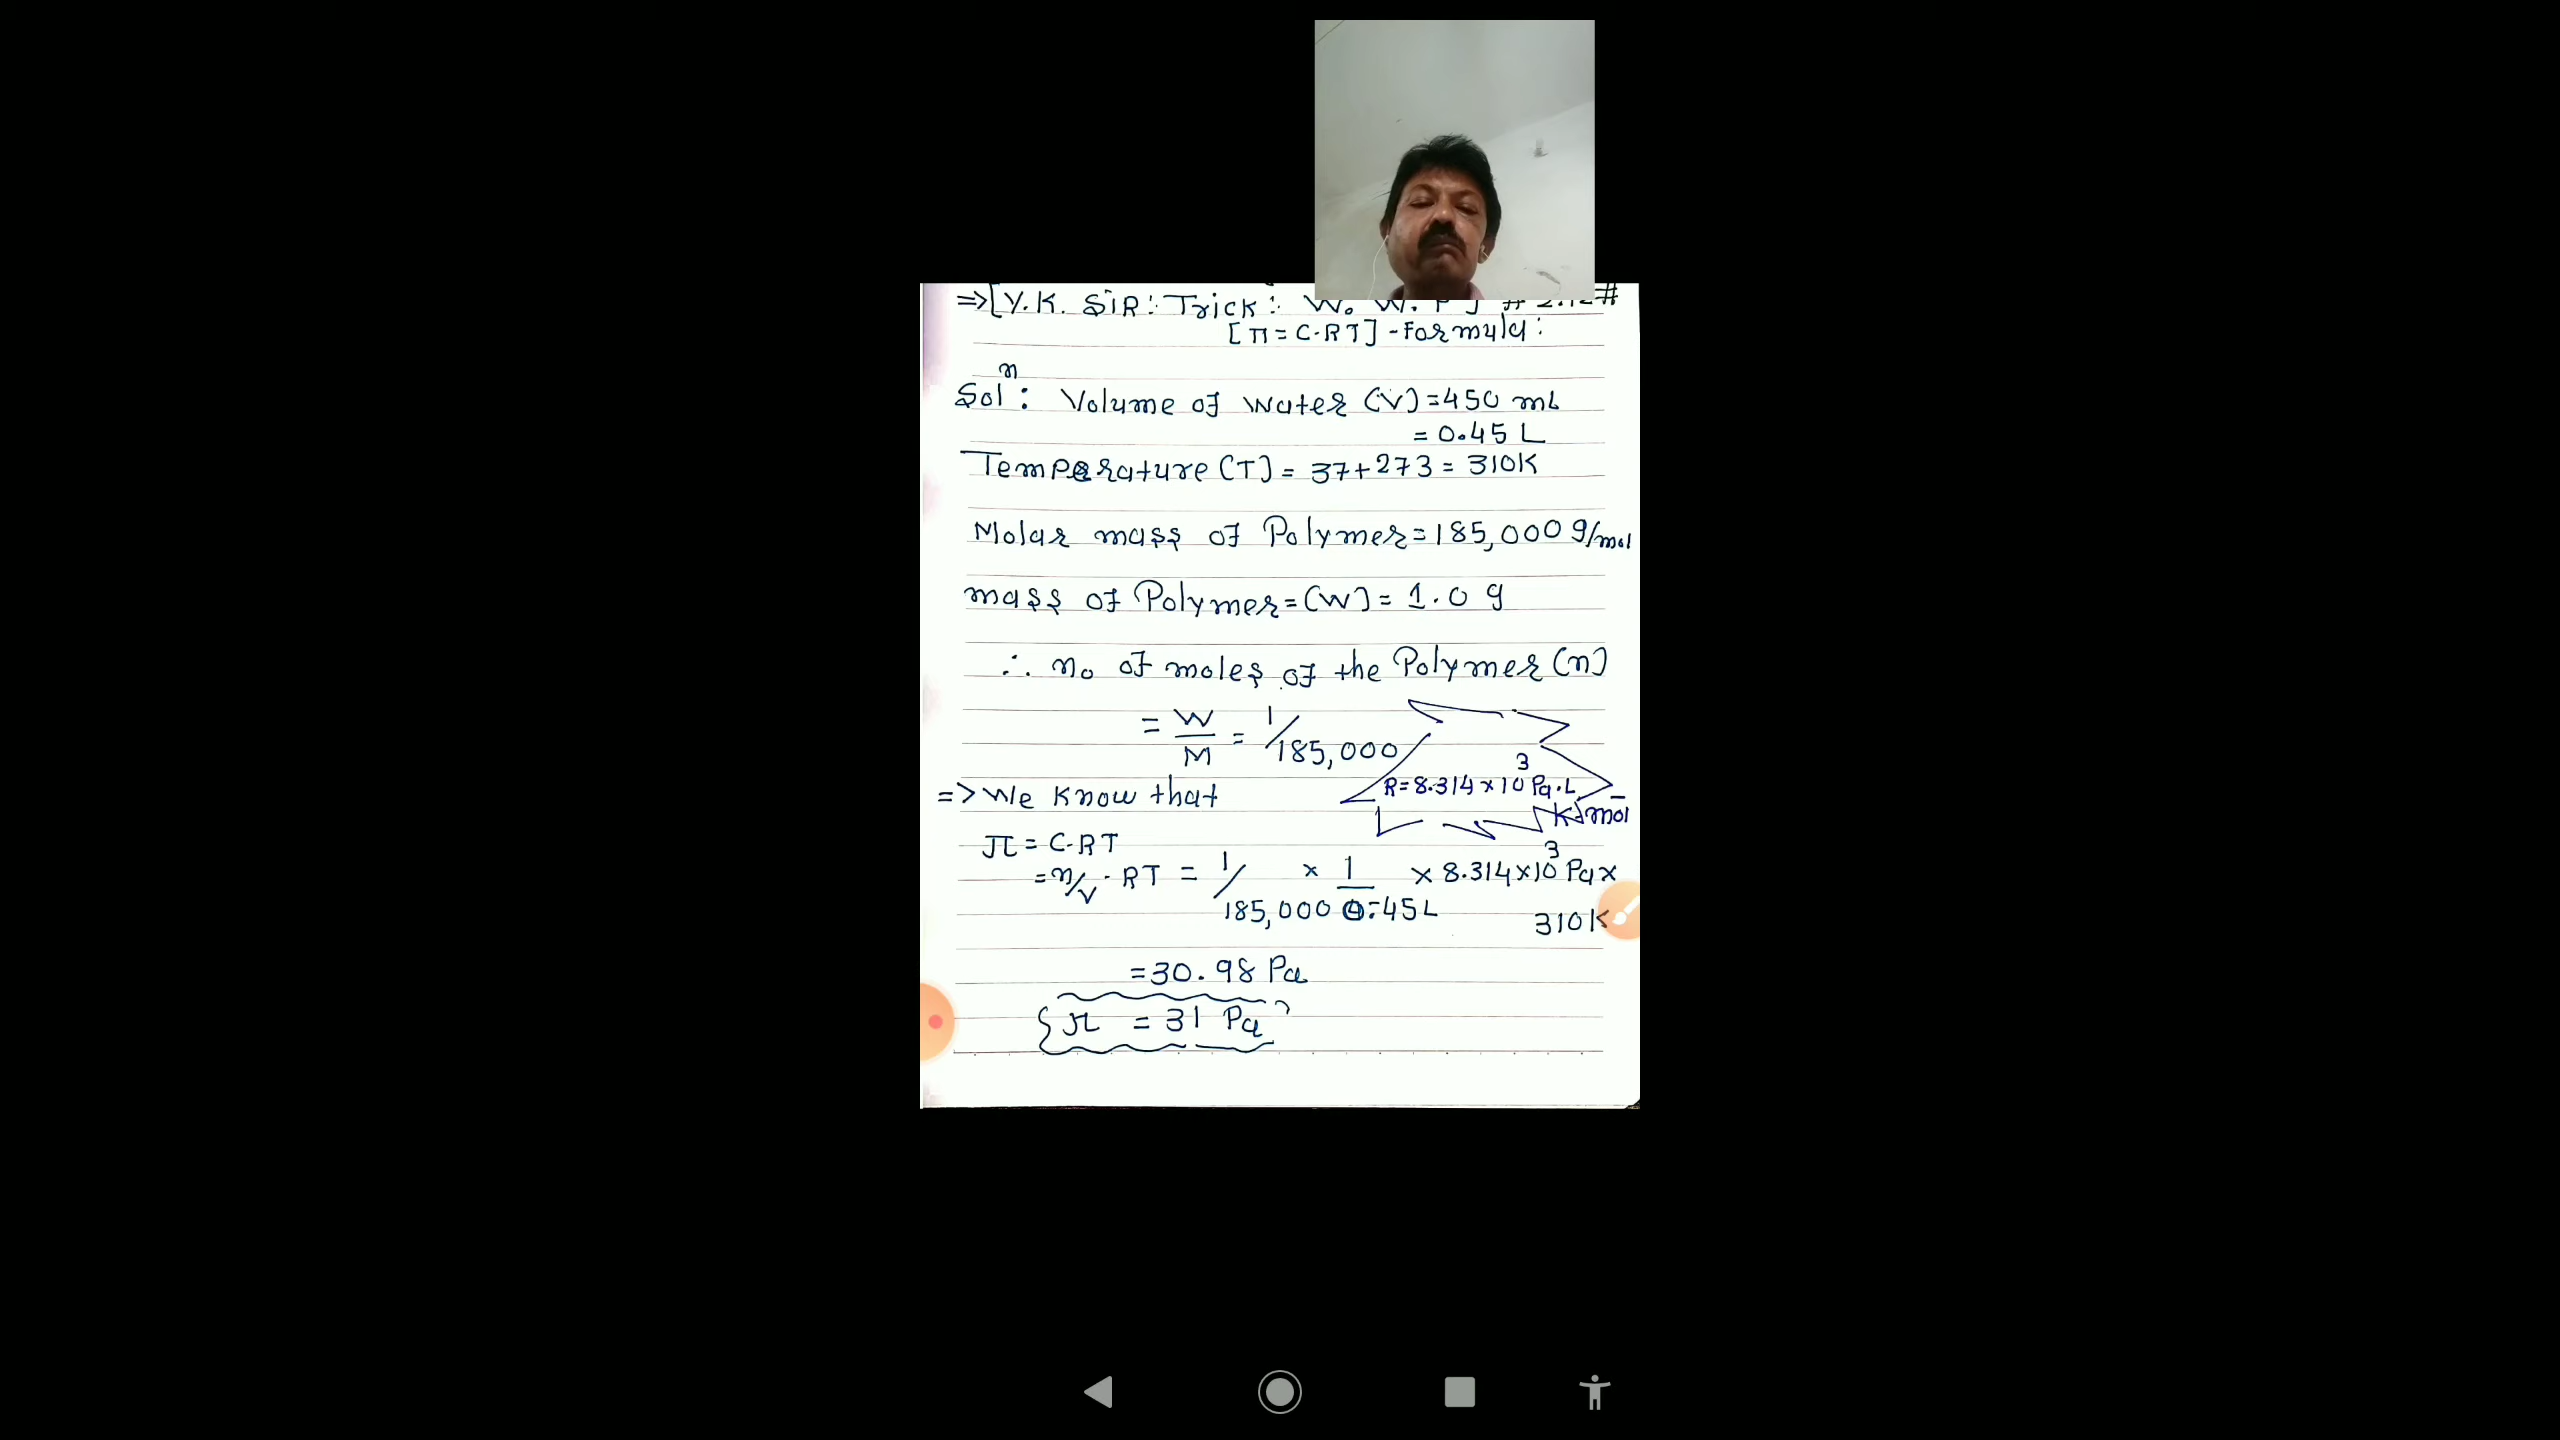 =>[Y.K. SIR: Trick: W. W. P] # 2.12#
[π = C-RT] - Formula:
Solⁿ: Volume of Water (V) = 450 mL
= 0.45 L
Temperature (T) = 37+273 = 310K
Molar mass of Polymer = 185,000 g/mol
mass of Polymer = (W) = 1.0 g
∴ no of moles of the Polymer (n)
= W/M = 1/185,000
R = 8.314 × 10³ Pa.L
=> We Know that
K mol
π = C-RT
= n/V · RT = 1/185,000 × 1/0.45L × 8.314×10³ Pa ×
310K
= 30.98 Pa
π = 31 Pa